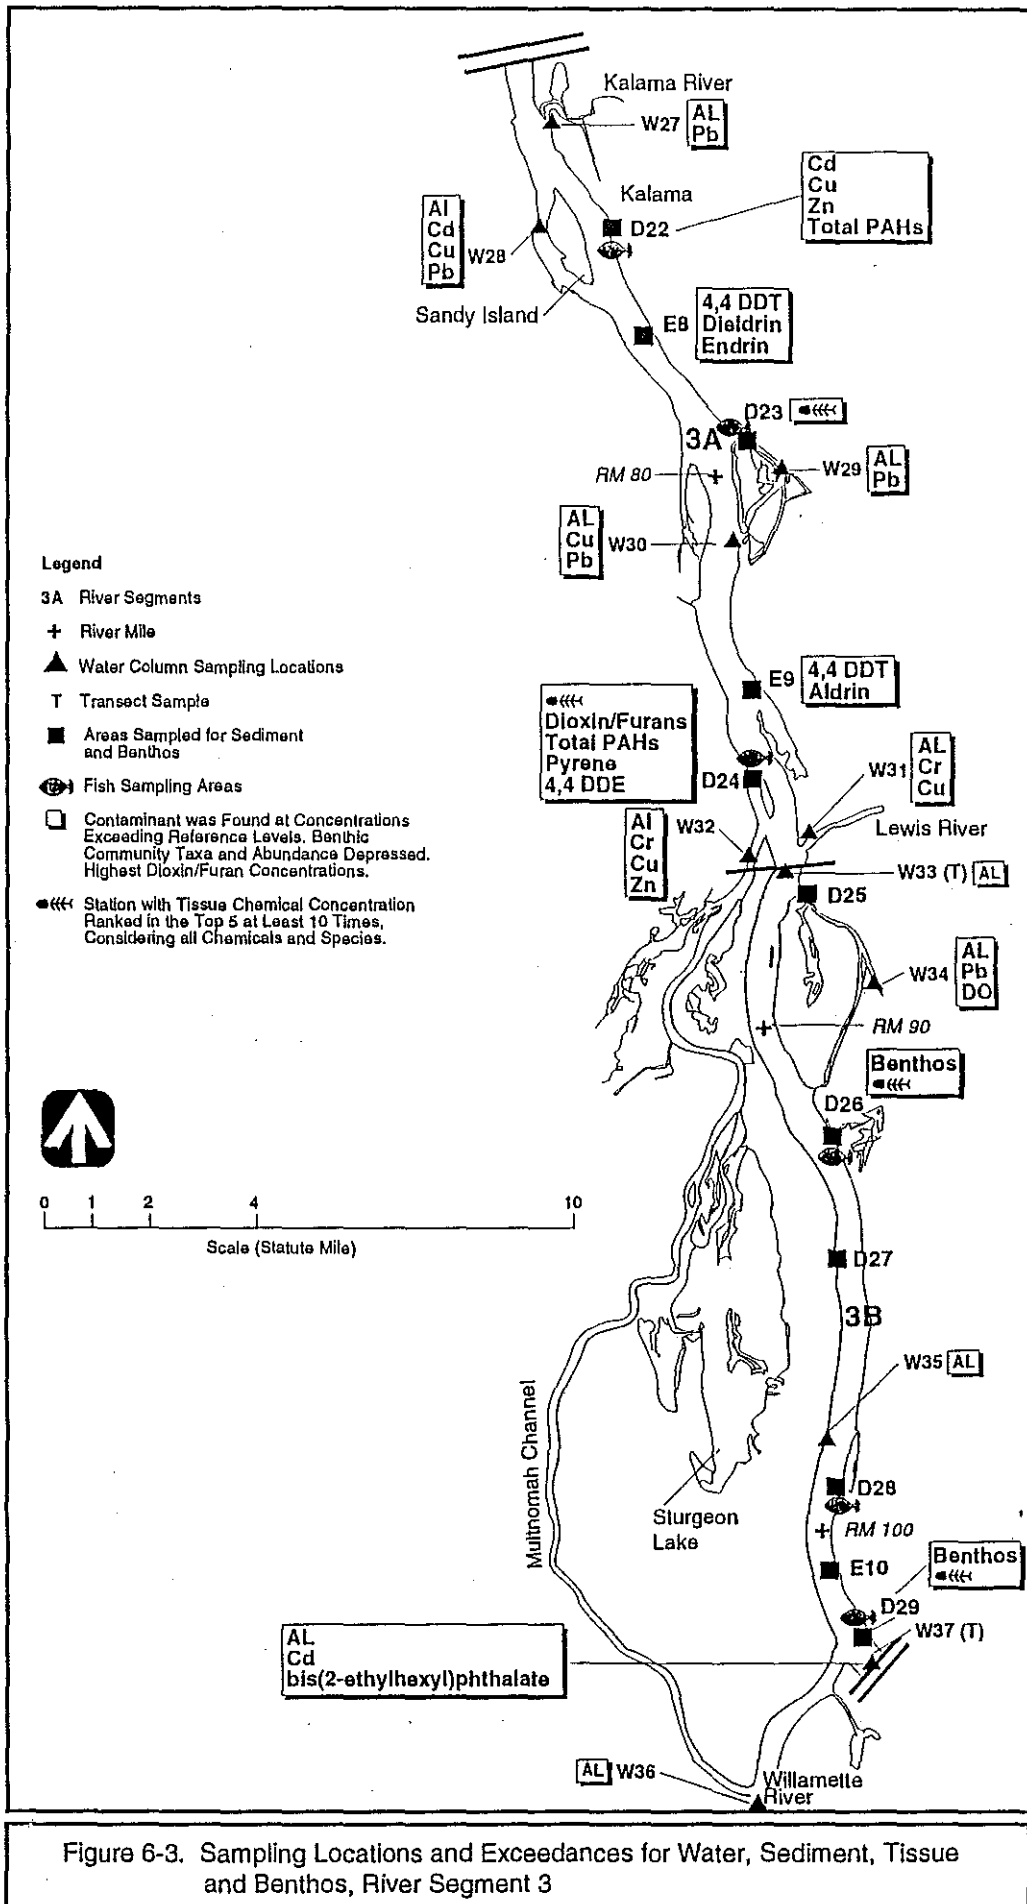 Kalama River
W27
AL
Pb
Cd
Cu
Zn
Total PAHs
Kalama
D22
Al
Cd
Cu
Pb
W28
Sandy Island
E8
4,4 DDT
Dieldrin
Endrin
D23
3A
RM 80
W29
AL
Pb
AL
Cu
Pb
W30
Legend
3A River Segments
+ River Mile
Water Column Sampling Locations
T Transect Sample
Areas Sampled for Sediment
and Benthos
Fish Sampling Areas
Contaminant was Found at Concentrations
Exceeding Reference Levels. Benthic
Community Taxa and Abundance Depressed.
Highest Dioxin/Furan Concentrations.
Station with Tissue Chemical Concentration
Ranked in the Top 5 at Least 10 Times,
Considering all Chemicals and Species.
E9
4,4 DDT
Aldrin
Dioxin/Furans
Total PAHs
Pyrene
4,4 DDE
D24
W31
AL
Cr
Cu
Lewis River
Al
Cr
Cu
Zn
W32
W33 (T)
AL
D25
W34
AL
Pb
DO
RM 90
Benthos
D26
0 1 2 4 10
Scale (Statute Mile)
D27
3B
W35
AL
Multnomah Channel
Sturgeon
Lake
D28
RM 100
E10
Benthos
D29
W37 (T)
AL
Cd
bis(2-ethylhexyl)phthalate
AL
W36
Willamette
River
Figure 6-3. Sampling Locations and Exceedances for Water, Sediment, Tissue
and Benthos, River Segment 3